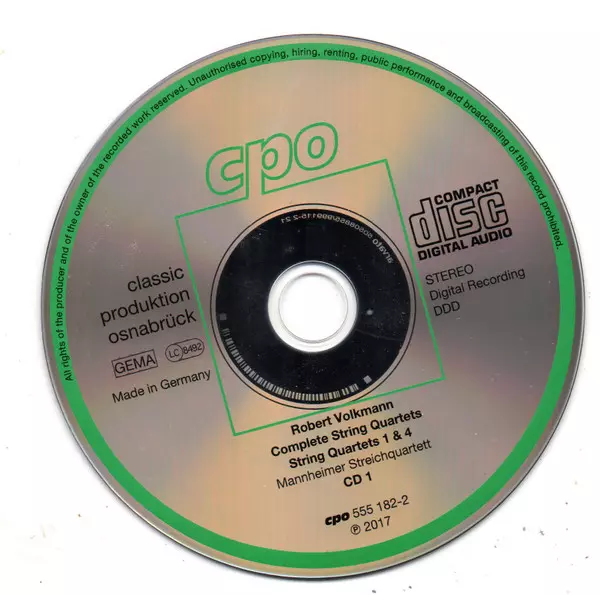 All rights of the producer and of the owner of the recorded work reserved. Unauthorised copying, hiring, renting, public performance and broadcasting of this record prohibited.
cpo
COMPACT
disc
DIGITAL AUDIO
classic
produktion
osnabrück
STEREO
Digital Recording
DDD
GEMA
LC 8492
Made in Germany
Robert Volkmann
Complete String Quartets
String Quartets 1 & 4
Mannheimer Streichquartett
CD 1
cpo 555 182-2
℗ 2017